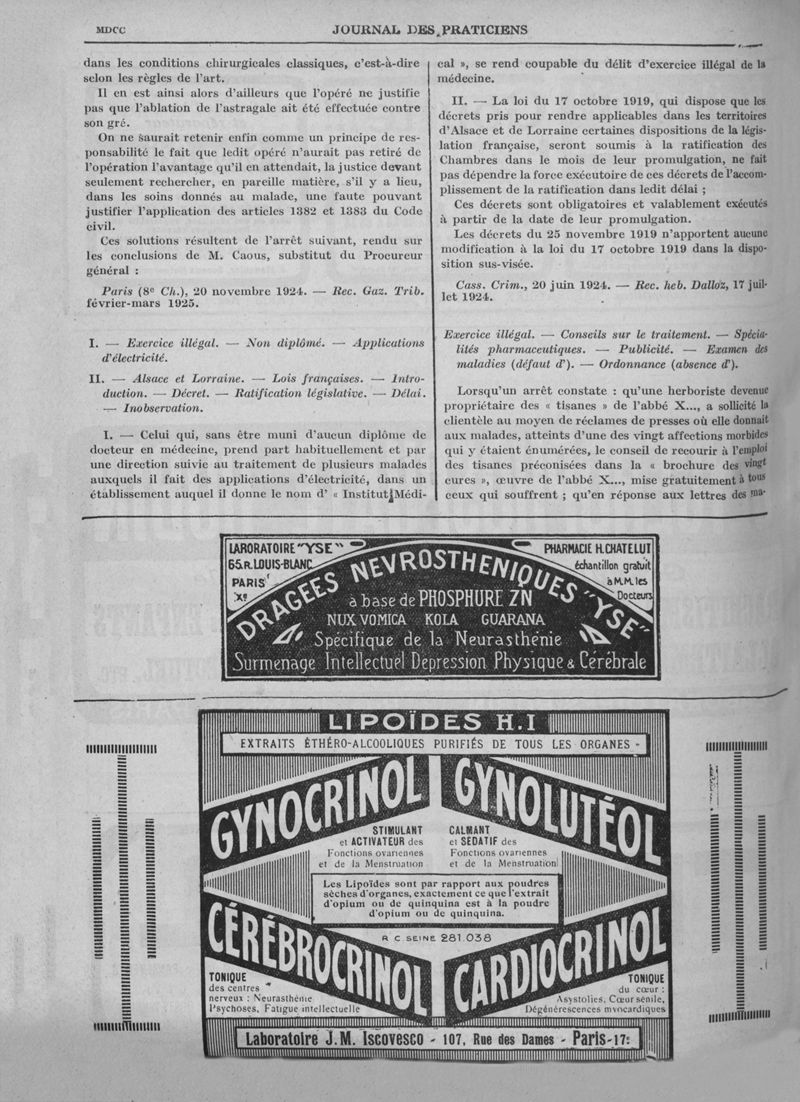 MDCC
JOURNAL DES PRATICIENS
dans les conditions chirurgicales classiques, c'est-à-dire
selon les règles de l'art.
Il en est ainsi alors d'ailleurs que l'opéré ne justifie
pas que l'ablation de l'astragale ait été effectuée contre
son gré.
On ne saurait retenir enfin comme un principe de res-
ponsabilité le fait que ledit opéré n'aurait pas retiré de
l'opération l'avantage qu'il en attendait, la justice devant
seulement rechercher, en pareille matière, s'il y a lieu,
dans les soins donnés au malade, une faute pouvant
justifier l'application des articles 1382 et 1383 du Code
civil.
Ces solutions résultent de l'arrêt suivant, rendu sur
les conclusions de M. Caous, substitut du Procureur
général :
Paris (8e Ch.), 20 novembre 1924. — Rec. Gaz. Trib.
février-mars 1925.
I. — Exercice illégal. — Non diplômé. — Applications
d'électricité.
II. — Alsace et Lorraine. — Lois françaises. — Intro-
duction. — Décret. — Ratification législative. — Délai.
— Inobservation.
I. — Celui qui, sans être muni d'aucun diplôme de
docteur en médecine, prend part habituellement et par
une direction suivie au traitement de plusieurs malades
auxquels il fait des applications d'électricité, dans un
établissement auquel il donne le nom d' « Institut Médi-
cal », se rend coupable du délit d'exercice illégal de la
médecine.
II. — La loi du 17 octobre 1919, qui dispose que les
décrets pris pour rendre applicables dans les territoires
d'Alsace et de Lorraine certaines dispositions de la légis-
lation française, seront soumis à la ratification des
Chambres dans le mois de leur promulgation, ne fait
pas dépendre la force exécutoire de ces décrets de l'accom-
plissement de la ratification dans ledit délai ;
Ces décrets sont obligatoires et valablement exécutés
à partir de la date de leur promulgation.
Les décrets du 25 novembre 1919 n'apportent aucune
modification à la loi du 17 octobre 1919 dans la dispo-
sition sus-visée.
Cass. Crim., 20 juin 1924. — Rec. heb. Dalloz, 17 juil-
let 1924.
Exercice illégal. — Conseils sur le traitement. — Spécia-
lités pharmaceutiques. — Publicité. — Examen des
maladies (défaut d'). — Ordonnance (absence d').
Lorsqu'un arrêt constate : qu'une herboriste devenue
propriétaire des « tisanes » de l'abbé X..., a sollicité la
clientèle au moyen de réclames de presses où elle donnait
aux malades, atteints d'une des vingt affections morbides
qui y étaient énumérées, le conseil de recourir à l'emploi
des tisanes préconisées dans la « brochure des vingt
cures », œuvre de l'abbé X..., mise gratuitement à tous
ceux qui souffrent ; qu'en réponse aux lettres des ma-
LABORATOIRE "YSE"
65.R.LOUIS-BLANC
PARIS
Xe
PHARMACIE H.CHATELUT
échantillon gratuit
à M.M. les
Docteurs
DRAGÉES NEVROSTHENIQUES "YSE"
à base de PHOSPHURE ZN
NUX VOMICA KOLA GUARANA
Spécifique de la Neurasthénie
Surmenage Intellectuel Depression Physique & Cérébrale
LIPOÏDES H.I
EXTRAITS ÉTHÉRO-ALCOOLIQUES PURIFIÉS DE TOUS LES ORGANES -
GYNOCRINOL
GYNOLUTÉOL
STIMULANT
et ACTIVATEUR des
Fonctions ovariennes
et de la Menstruation
CALMANT
et SÉDATIF des
Fonctions ovariennes
et de la Menstruation
Les Lipoïdes sont par rapport aux poudres
sèches d'organes, exactement ce que l'extrait
d'opium ou de quinquina est à la poudre
d'opium ou de quinquina.
R C SEINE 281.038
CÉRÉBROCRINOL
CARDIOCRINOL
TONIQUE
des centres
nerveux : Neurasthénie
Psychoses, Fatigue intellectuelle
TONIQUE
du cœur :
Asystolies, Cœur sénile,
Dégénérescences myocardiques
Laboratoire J.M. Iscovesco - 107, Rue des Dames - Paris-17e